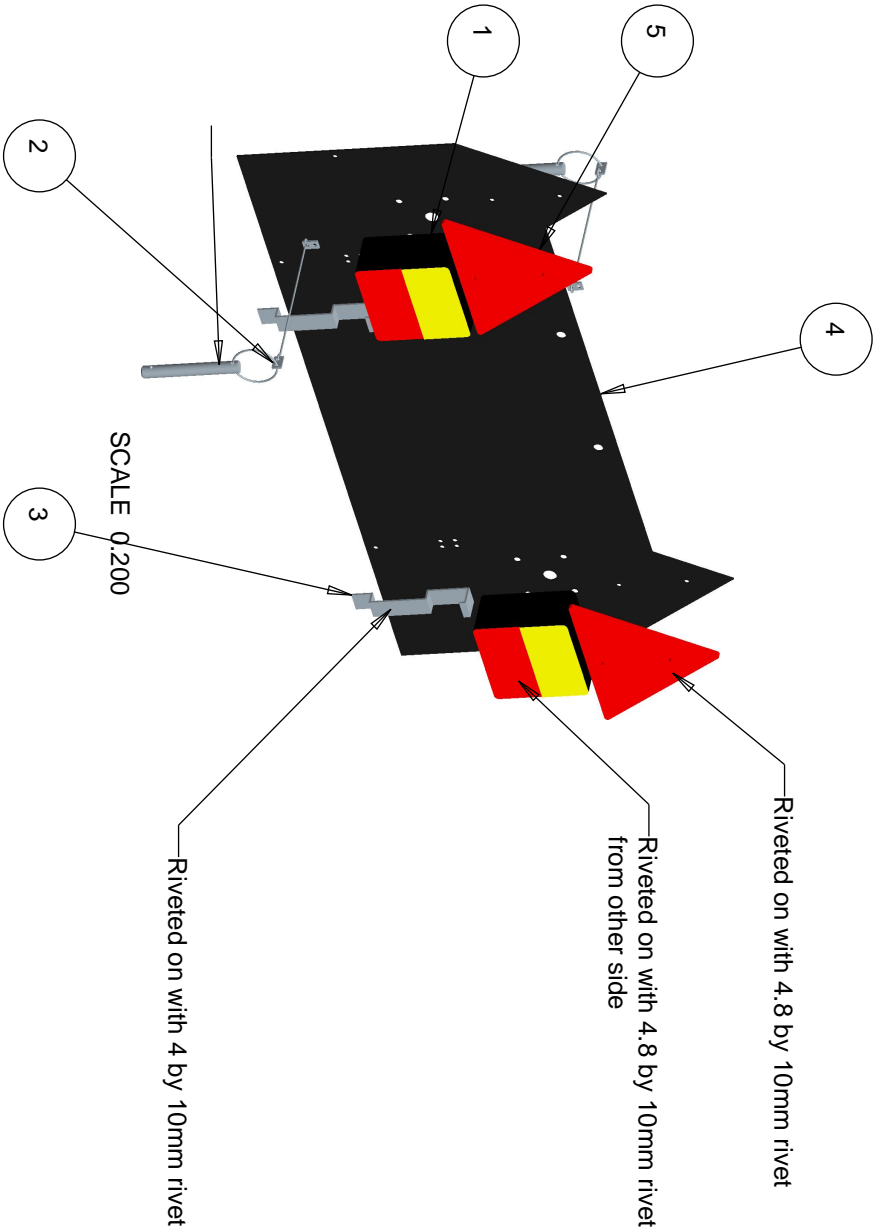 1
5
2
4
3
SCALE 0.200
Riveted on with 4.8 by 10mm rivet
Riveted on with 4.8 by 10mm rivet
from other side
Riveted on with 4 by 10mm rivet